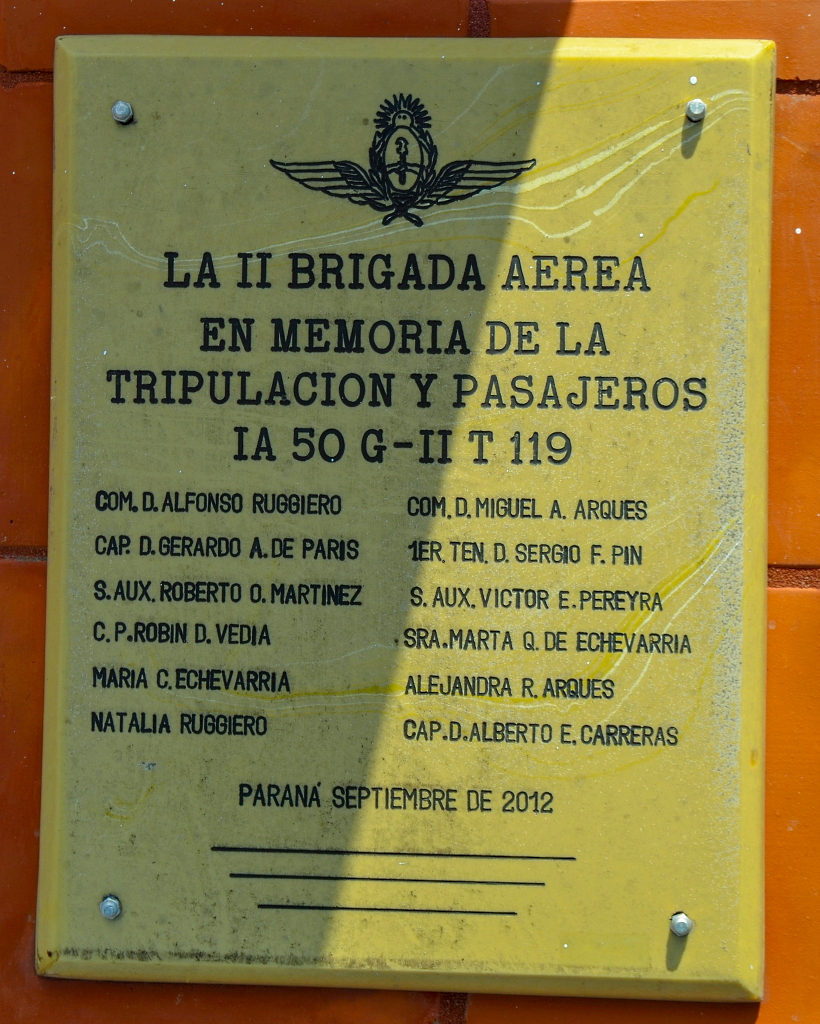 LA II BRIGADA AEREA
EN MEMORIA DE LA
TRIPULACION Y PASAJEROS
IA 50 G-II T 119
COM. D. ALFONSO RUGGIERO
COM. D. MIGUEL A. ARQUES
CAP. D. GERARDO A. DE PARIS
1ER. TEN. D. SERGIO F. PIN
S. AUX. ROBERTO O. MARTINEZ
S. AUX. VICTOR E. PEREYRA
C. P. ROBIN D. VEDIA
SRA. MARTA Q. DE ECHEVARRIA
MARIA C. ECHEVARRIA
ALEJANDRA R. ARQUES
NATALIA RUGGIERO
CAP. D. ALBERTO E. CARRERAS
PARANÁ SEPTIEMBRE DE 2012